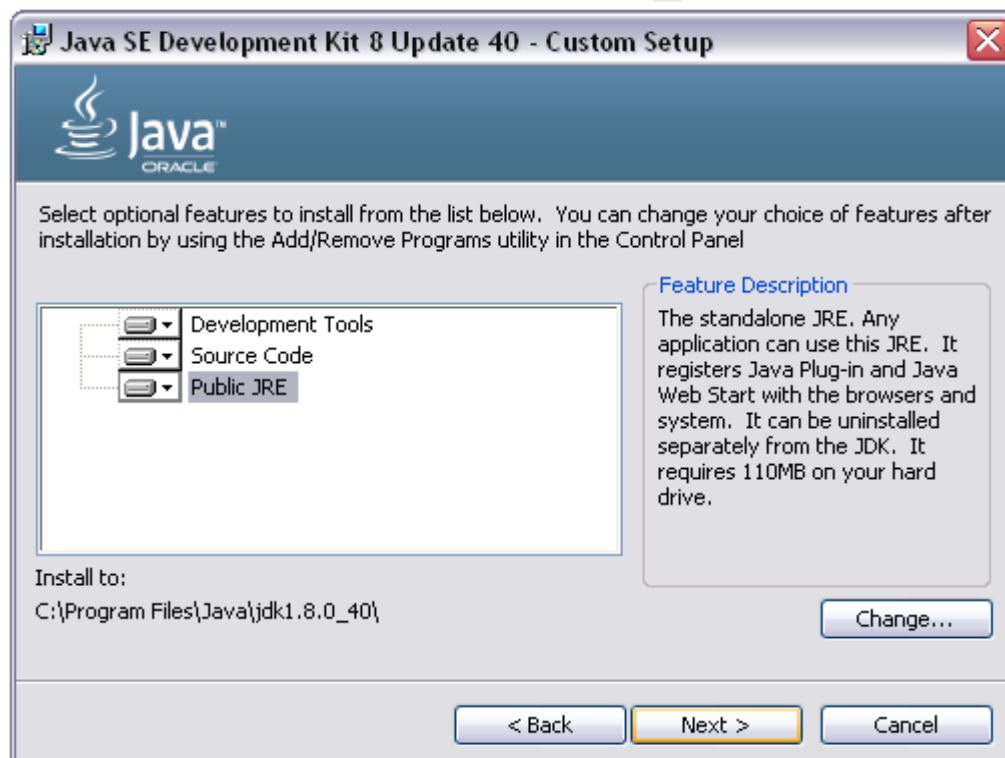 Java SE Development Kit 8 Update 40 - Custom Setup
Java™
ORACLE
Select optional features to install from the list below. You can change your choice of features after
installation by using the Add/Remove Programs utility in the Control Panel
Development Tools
Source Code
Public JRE
Feature Description
The standalone JRE. Any
application can use this JRE. It
registers Java Plug-in and Java
Web Start with the browsers and
system. It can be uninstalled
separately from the JDK. It
requires 110MB on your hard
drive.
Install to:
C:\Program Files\Java\jdk1.8.0_40\
Change...
< Back
Next >
Cancel